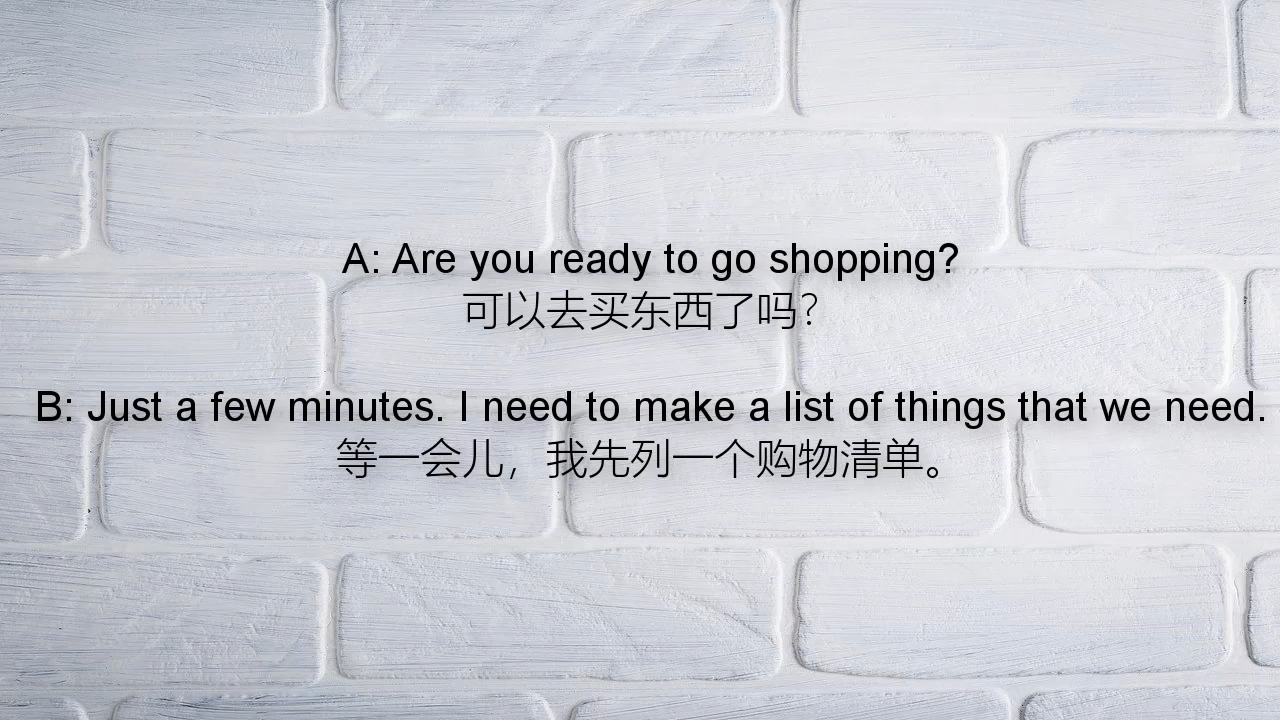 A: Are you ready to go shopping?
可以去买东西了吗?
B: Just a few minutes. I need to make a list of things that we need.
等一会儿，我先列一个购物清单。